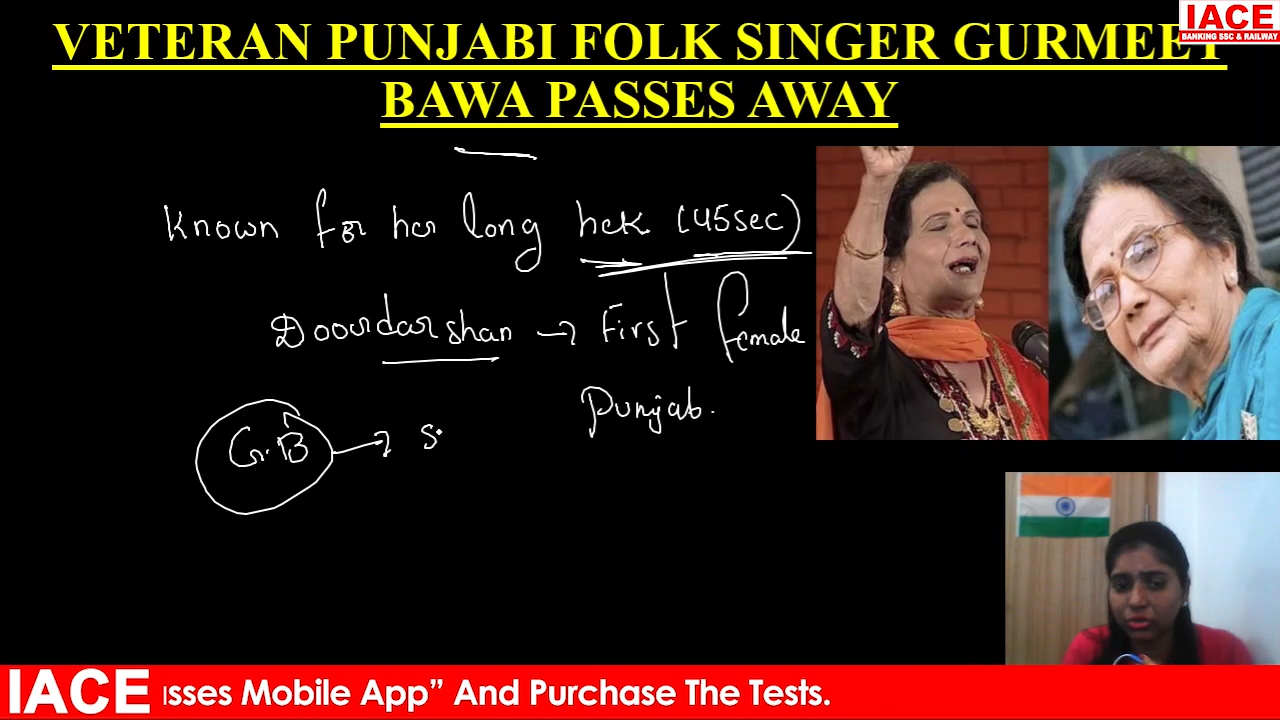 VETERAN PUNJABI FOLK SINGER GURMEET
BAWA PASSES AWAY
IACE
BANKING SSC & RAILWAY
Known for her long hek (45sec)
Doordarshan → First female
Punjab.
G.B → S.
IACE
sses Mobile App” And Purchase The Tests.